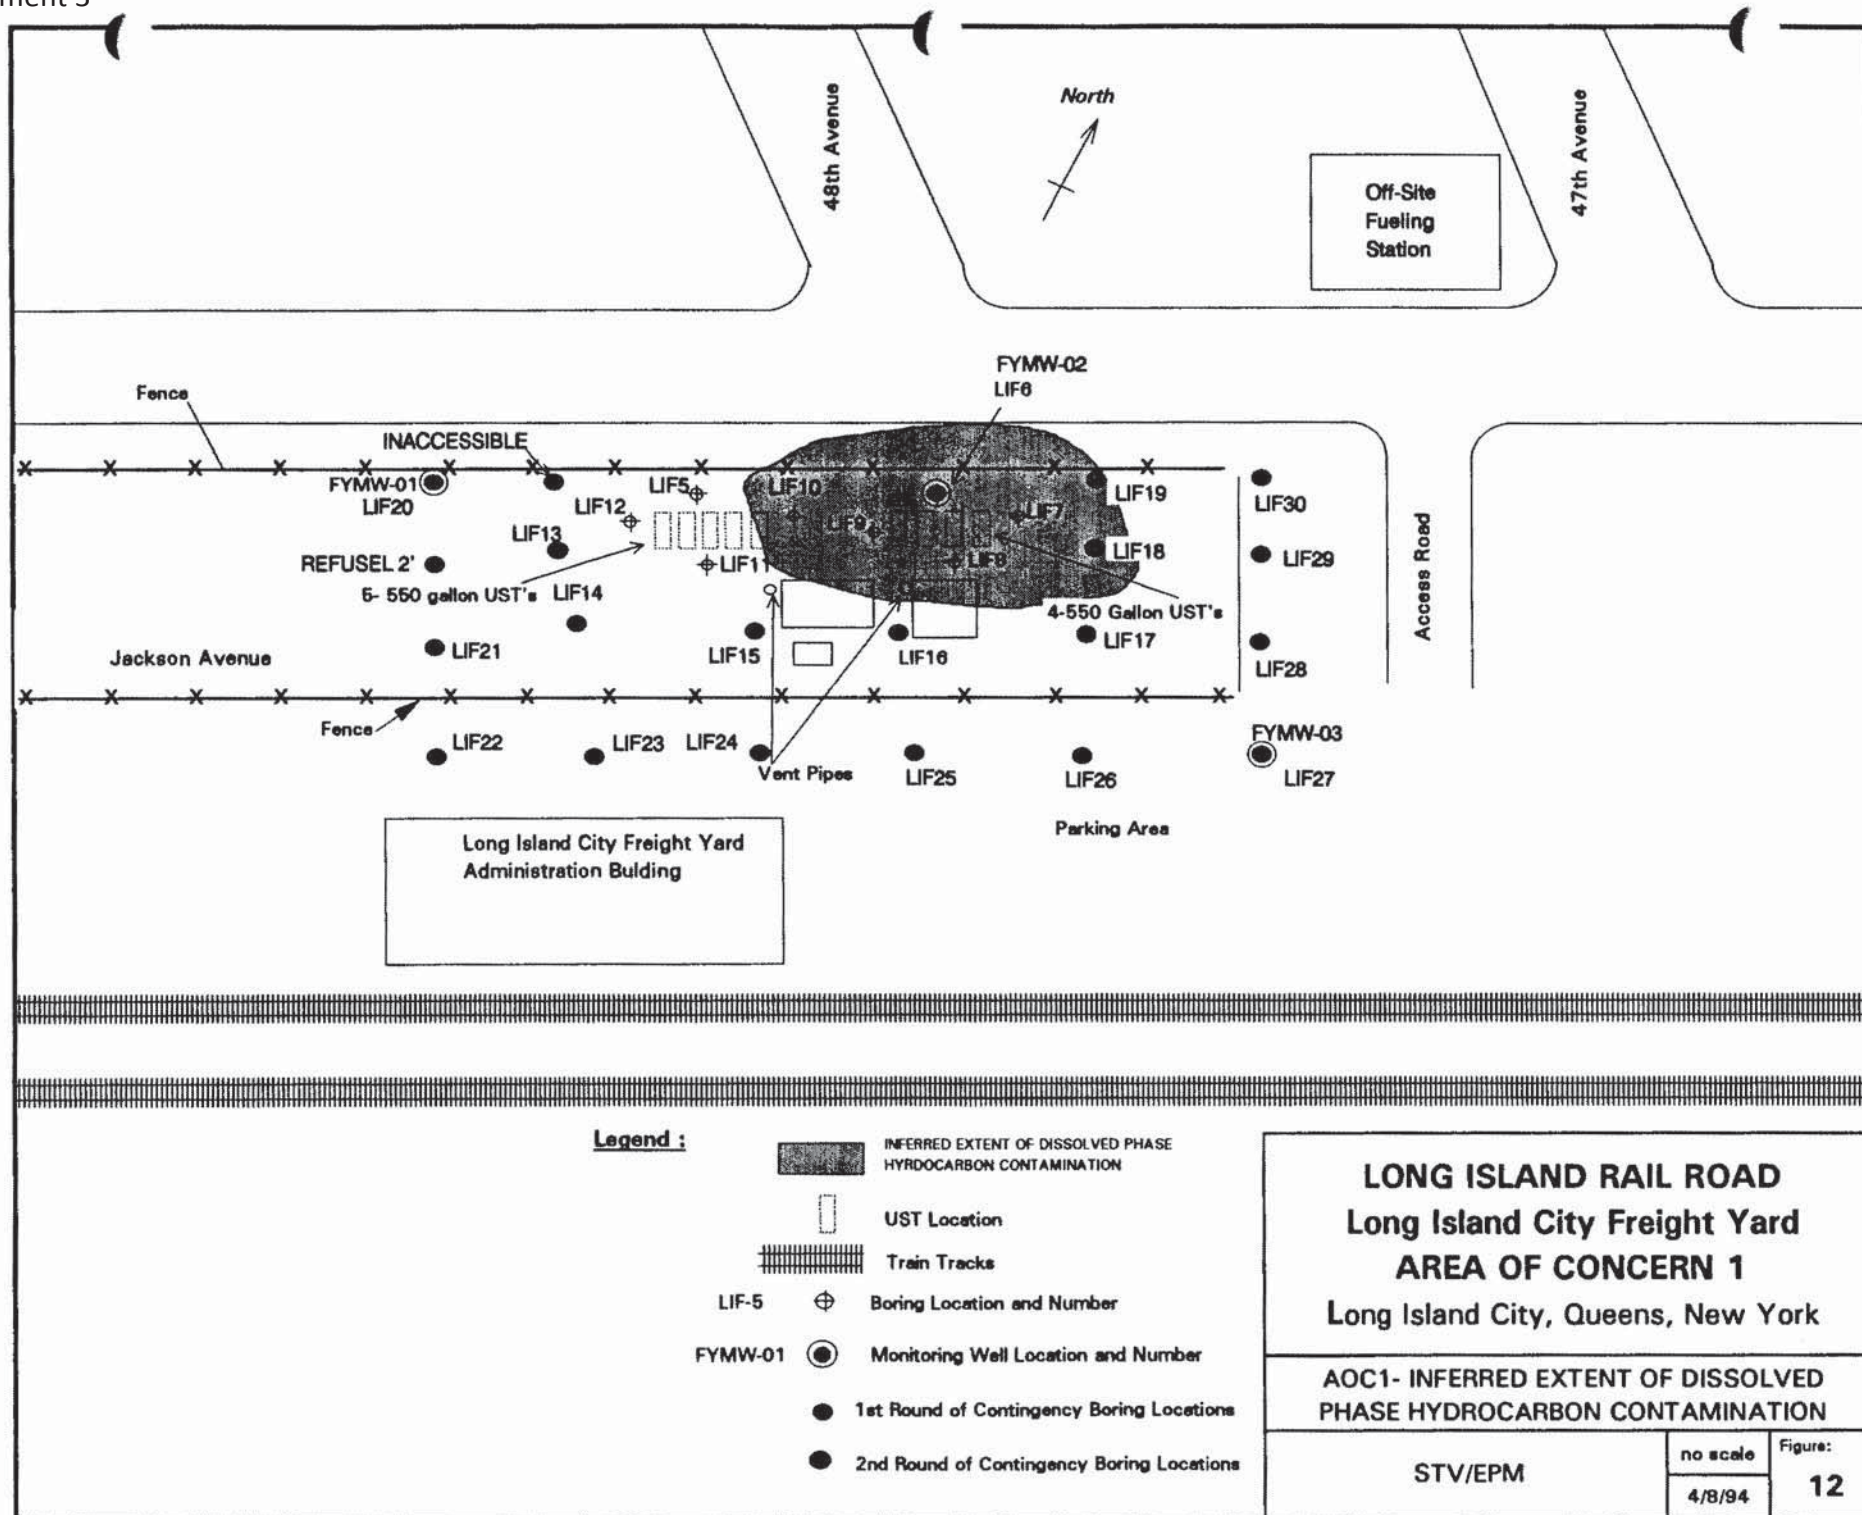 ment 3
48th Avenue
North
47th Avenue
Off-Site
Fueling
Station
FYMW-02
LIF6
Fence
INACCESSIBLE
FYMW-01
LIF20
LIF12
LIF5
LIF10
LIF19
LIF30
LIF13
LIF9
LIF7
REFUSEL 2'
LIF11
LIF8
LIF18
LIF29
5- 550 gallon UST's
LIF14
4-550 Gallon UST's
Access Road
Jackson Avenue
LIF21
LIF15
LIF16
LIF17
LIF28
Fence
LIF22
LIF23
LIF24
Vent Pipes
LIF25
LIF26
FYMW-03
LIF27
Parking Area
Long Island City Freight Yard
Administration Bulding
Legend :
INFERRED EXTENT OF DISSOLVED PHASE
HYRDOCARBON CONTAMINATION
UST Location
Train Tracks
LIF-5 Boring Location and Number
FYMW-01 Monitoring Well Location and Number
1st Round of Contingency Boring Locations
2nd Round of Contingency Boring Locations
LONG ISLAND RAIL ROAD
Long Island City Freight Yard
AREA OF CONCERN 1
Long Island City, Queens, New York
AOC1- INFERRED EXTENT OF DISSOLVED
PHASE HYDROCARBON CONTAMINATION
STV/EPM
no scale
4/8/94
Figure:
12